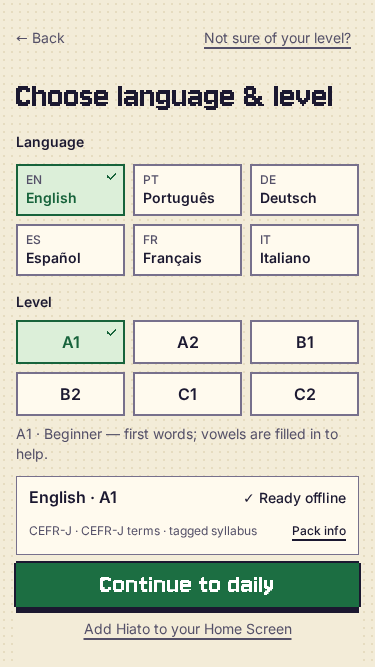 ← Back
Not sure of your level?
Choose language & level
Language
EN
English
PT
Português
DE
Deutsch
ES
Español
FR
Français
IT
Italiano
Level
A1
A2
B1
B2
C1
C2
A1 · Beginner — first words; vowels are filled in to
help.
English · A1
✓ Ready offline
CEFR-J · CEFR-J terms · tagged syllabus
Pack info
Continue to daily
Add Hiato to your Home Screen